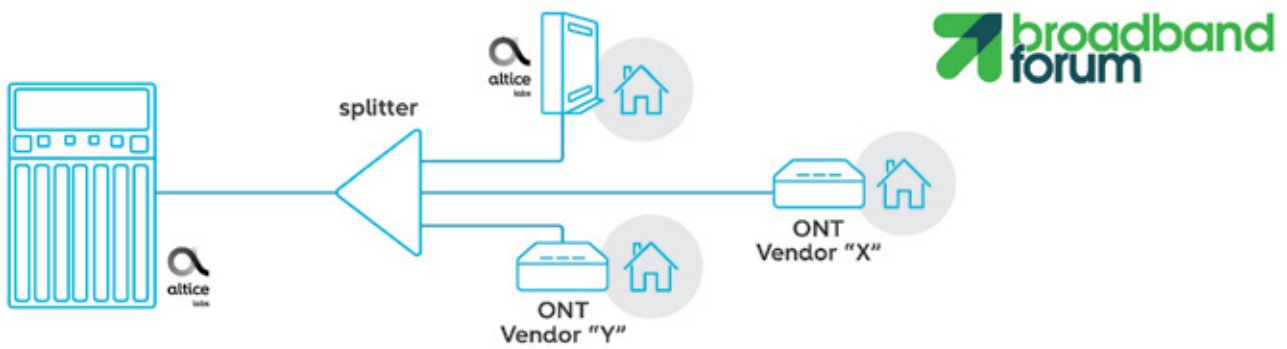 broadband
forum
altice
labs
splitter
ONT
Vendor "X"
altice
labs
ONT
Vendor "Y"